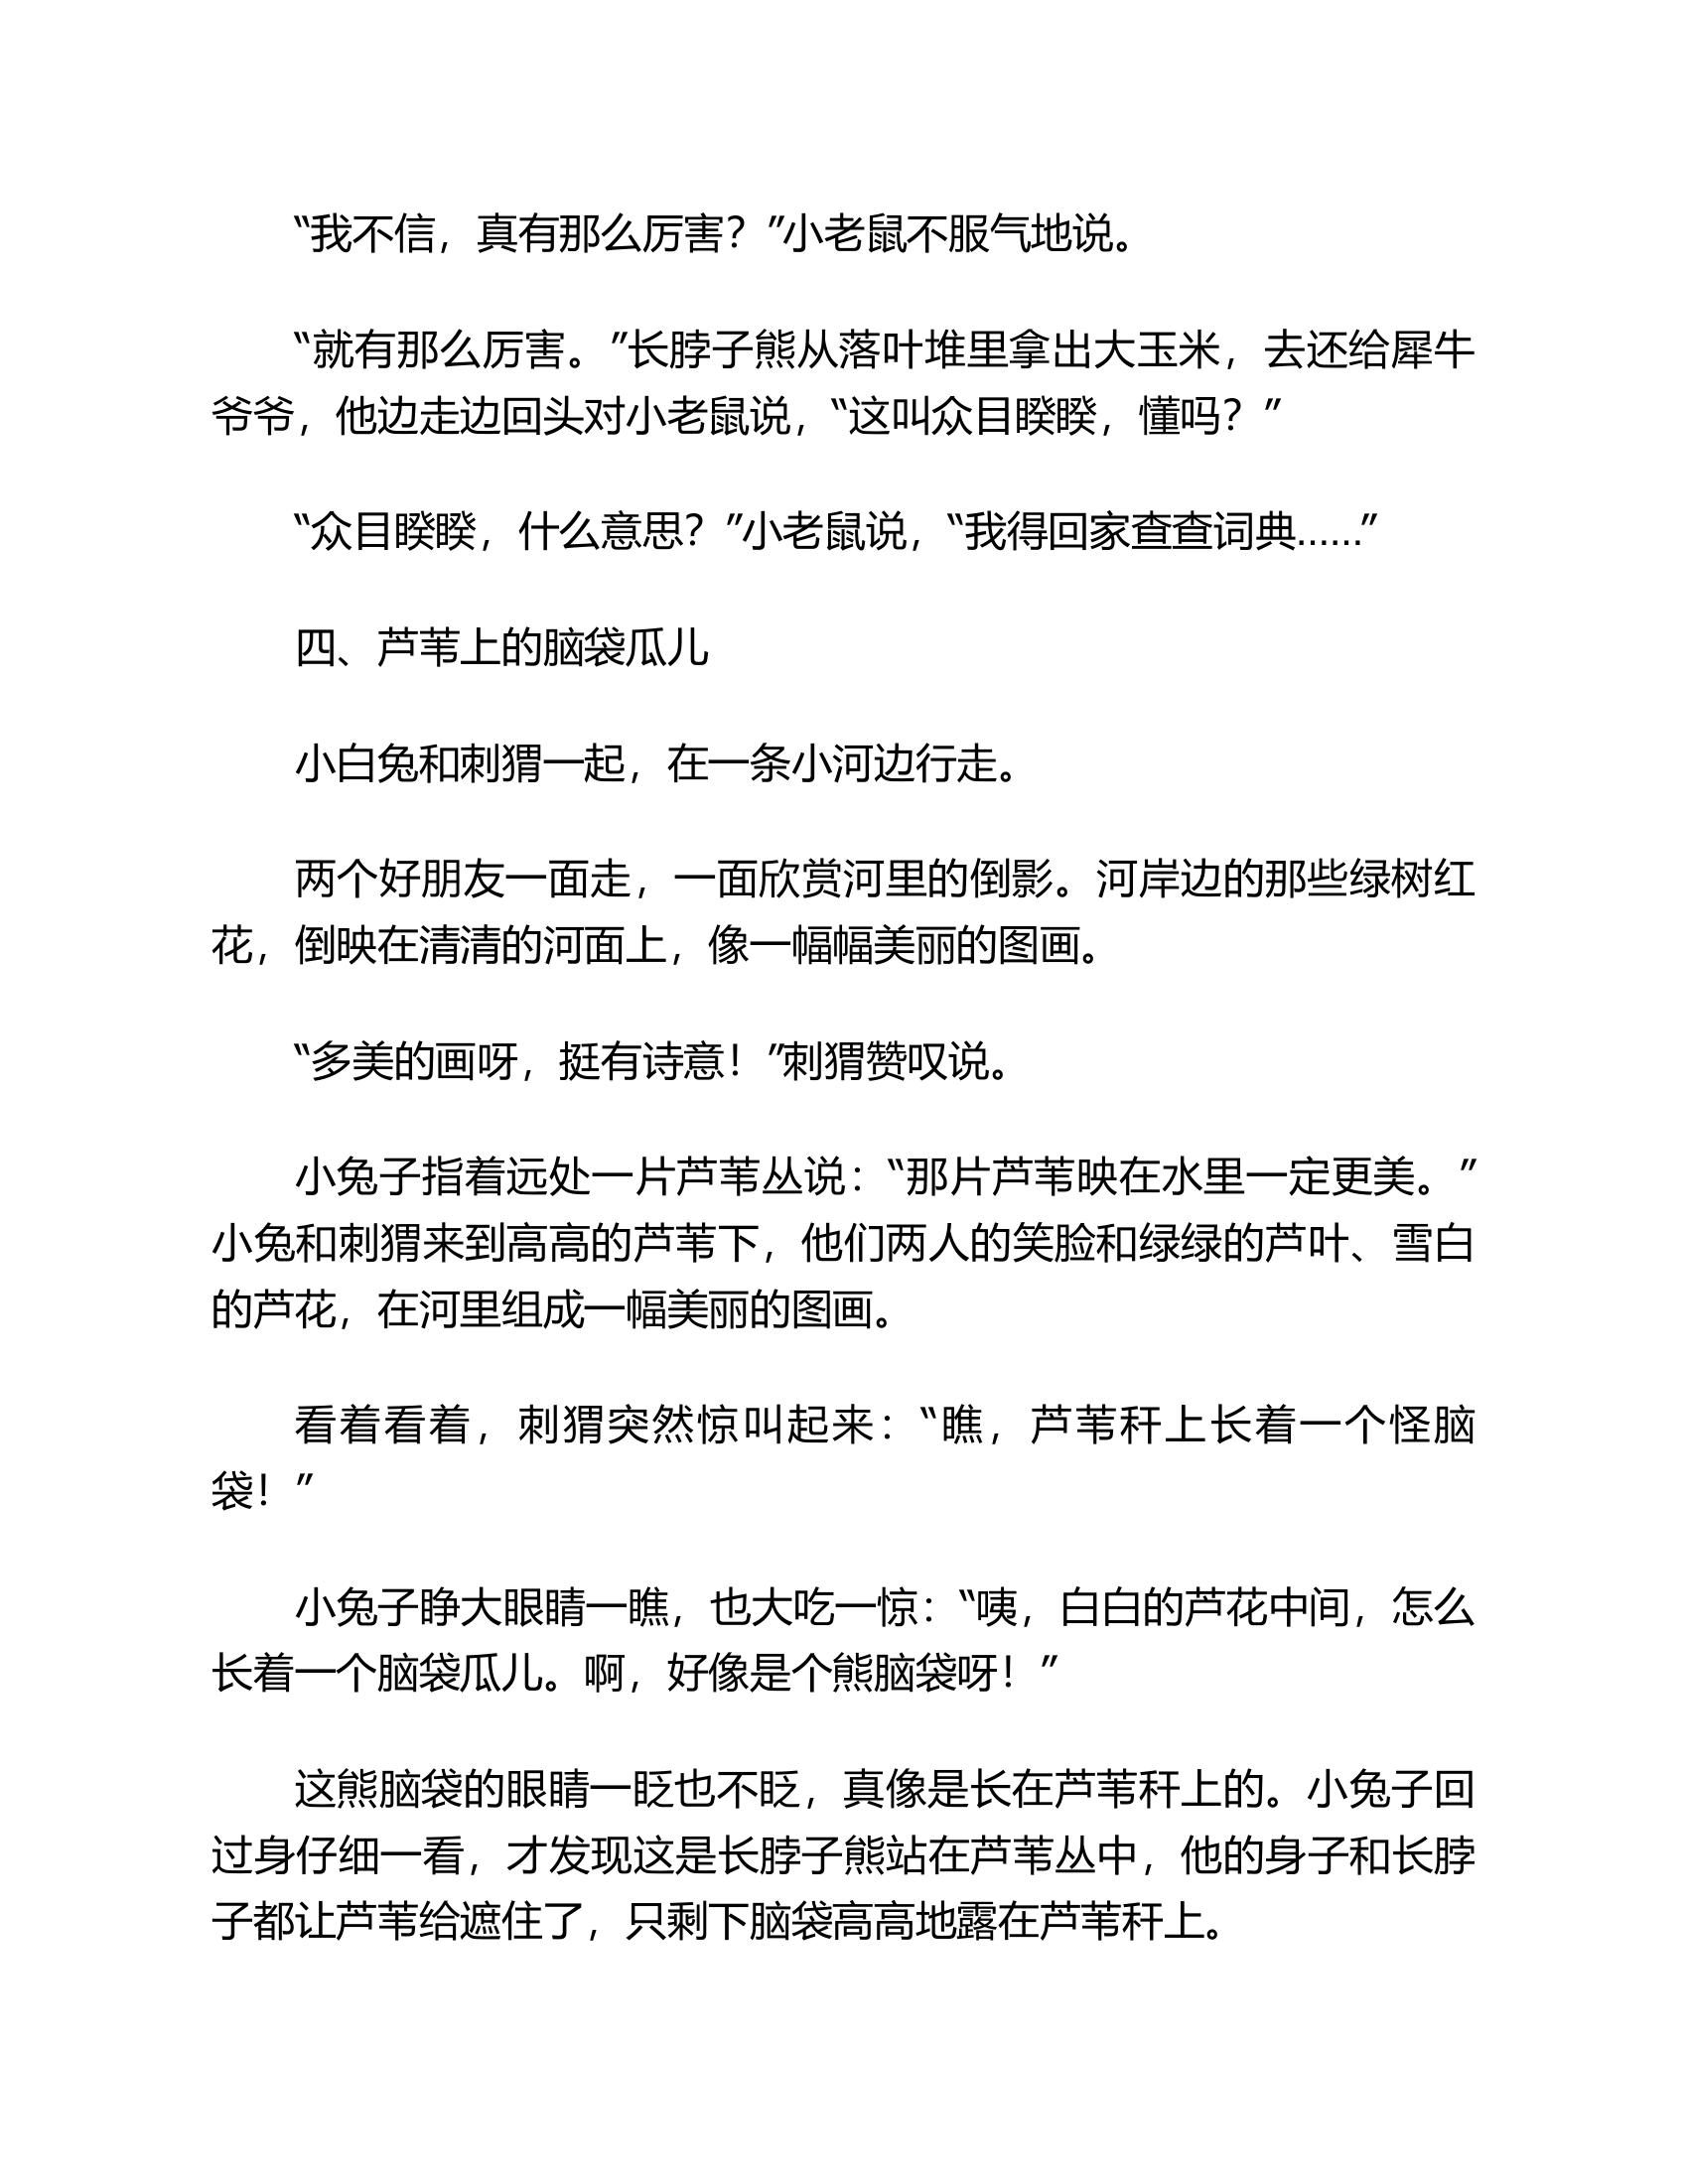 “我不信，真有那么厉害？”小老鼠不服气地说。
“就有那么厉害。”长脖子熊从落叶堆里拿出大玉米，去还给犀牛
爷爷，他边走边回头对小老鼠说，“这叫众目睽睽，懂吗？”
“众目睽睽，什么意思？”小老鼠说，“我得回家查查词典……”
四、芦苇上的脑袋瓜儿
小白兔和刺猬一起，在一条小河边行走。
两个好朋友一面走，一面欣赏河里的倒影。河岸边的那些绿树红
花，倒映在清清的河面上，像一幅幅美丽的图画。
“多美的画呀，挺有诗意！”刺猬赞叹说。
小兔子指着远处一片芦苇丛说：“那片芦苇映在水里一定更美。”
小兔和刺猬来到高高的芦苇下，他们两人的笑脸和绿绿的芦叶、雪白
的芦花，在河里组成一幅美丽的图画。
看着看着，刺猬突然惊叫起来：“瞧，芦苇秆上长着一个怪脑
袋！”
小兔子睁大眼睛一瞧，也大吃一惊：“咦，白白的芦花中间，怎么
长着一个脑袋瓜儿。啊，好像是个熊脑袋呀！”
这熊脑袋的眼睛一眨也不眨，真像是长在芦苇秆上的。小兔子回
过身仔细一看，才发现这是长脖子熊站在芦苇丛中，他的身子和长脖
子都让芦苇给遮住了，只剩下脑袋高高地露在芦苇秆上。